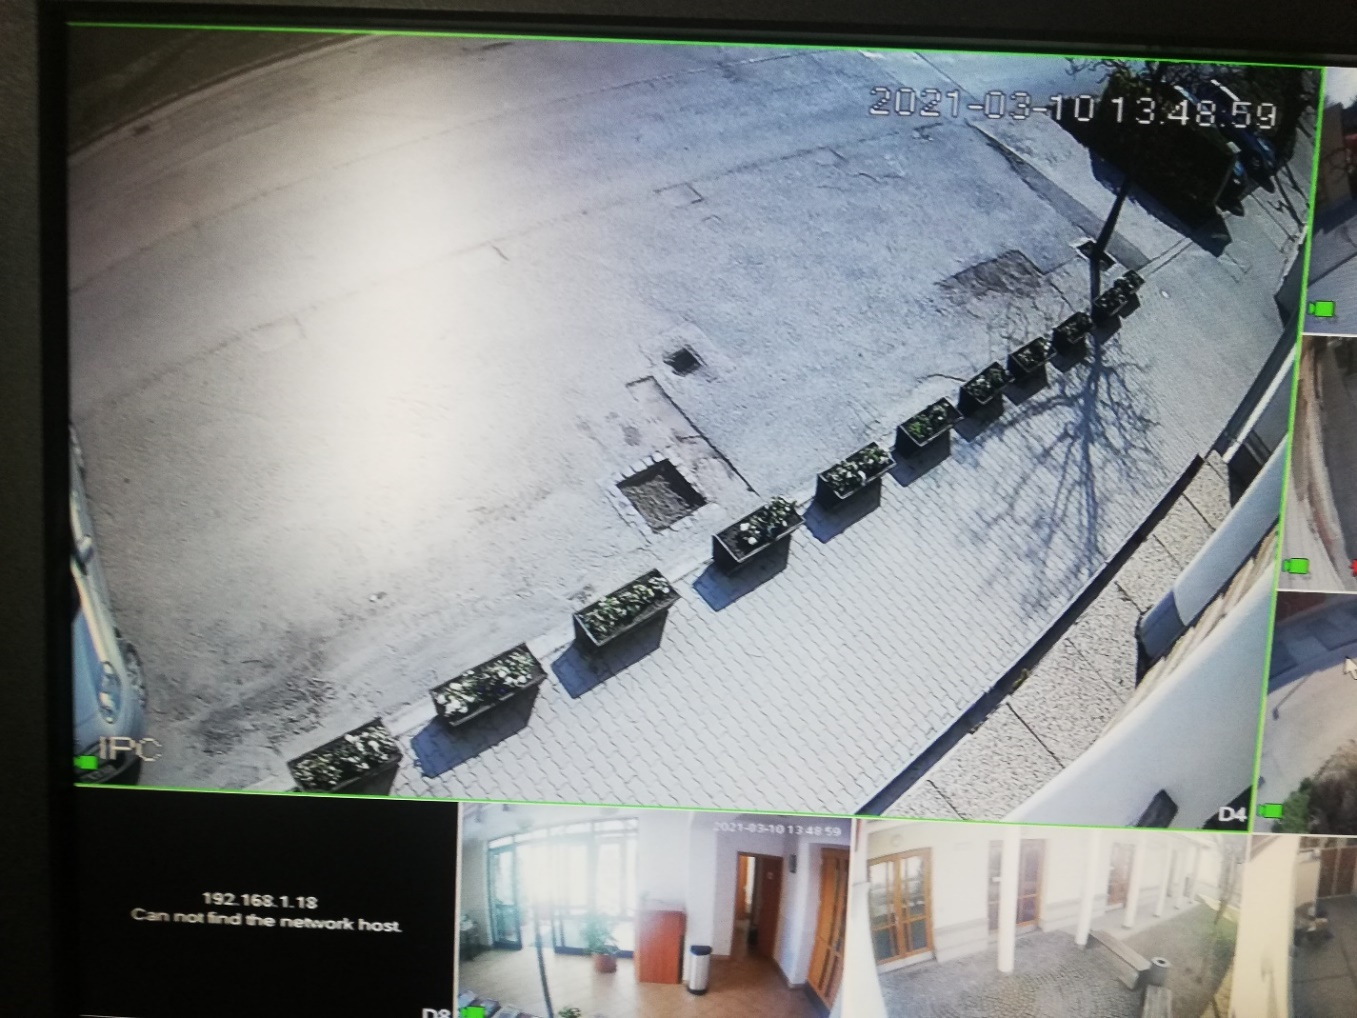 2021-03-10 13:48:59
IPC
D4
192.168.1.18
Can not find the network host.
D8
2021-03-10 13:48:59